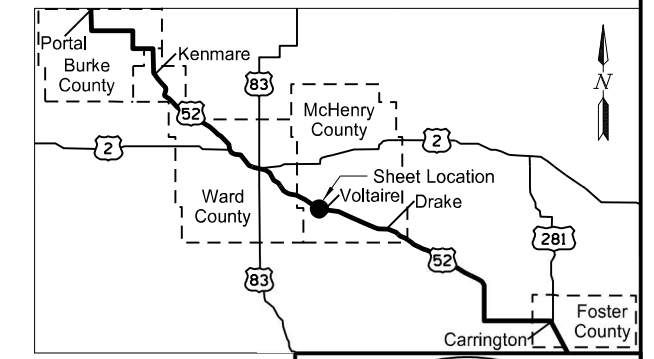 Portal
Burke
County
Kenmare
83
52
McHenry
County
N
2
2
Sheet Location
Voltaire
Drake
Ward
County
281
52
83
Foster
County
Carrington